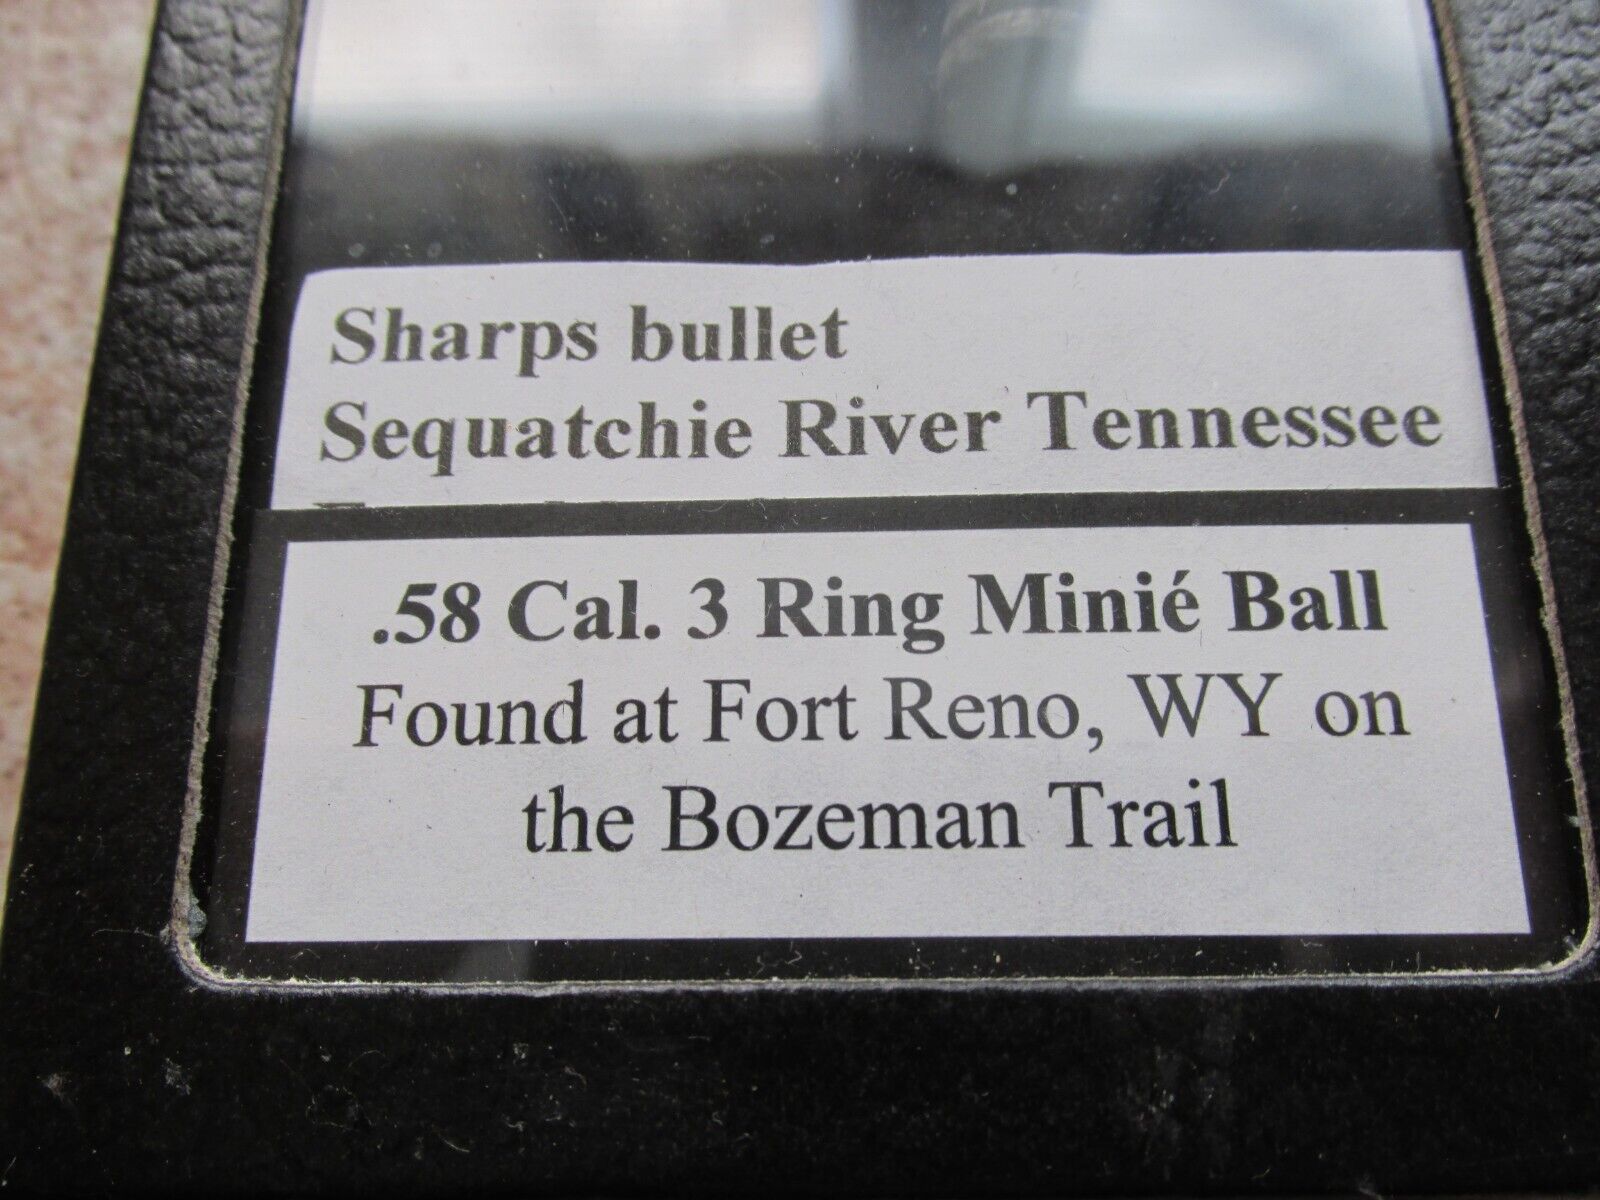 Sharps bullet
Sequatchie River Tennessee
.58 Cal. 3 Ring Minié Ball
Found at Fort Reno, WY on
the Bozeman Trail